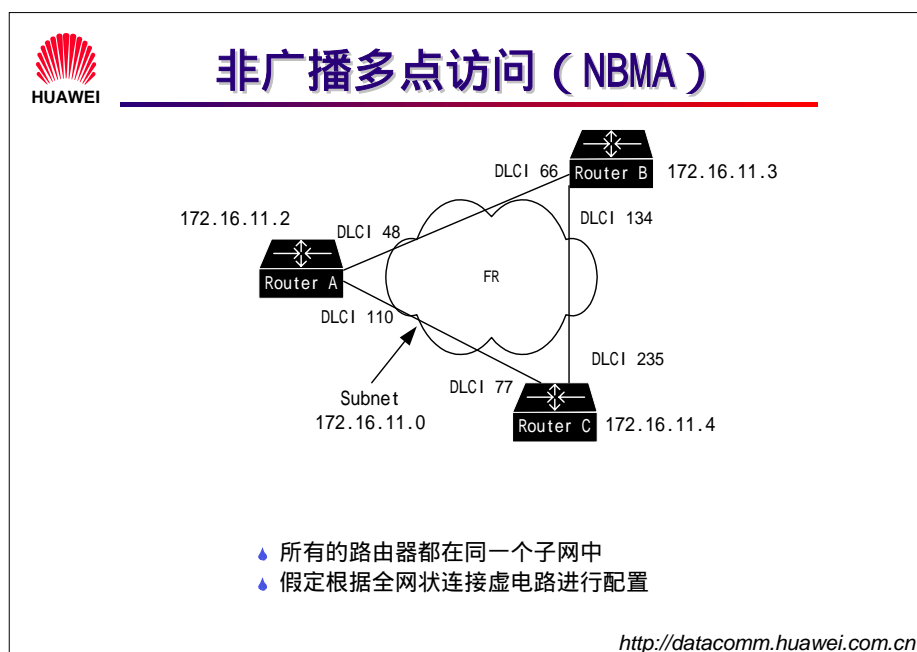 HUAWEI
非广播多点访问（NBMA）
DLCI 66
Router B
172.16.11.3
172.16.11.2
DLCI 48
DLCI 134
Router A
FR
DLCI 110
DLCI 235
DLCI 77
Subnet
172.16.11.0
Router C
172.16.11.4
所有的路由器都在同一个子网中
假定根据全网状连接虚电路进行配置
http://datacomm.huawei.com.cn